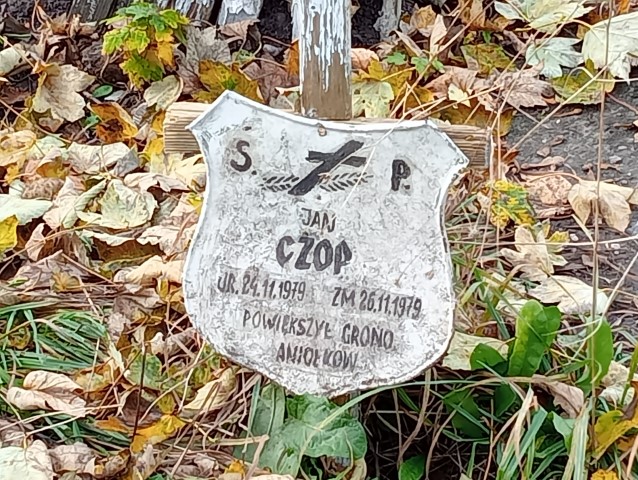 Ś. P.
JAN
CZOP
UR. 24.11.1979 ZM 26.11.1979
POWIĘKSZYŁ GRONO
ANIOŁKÓW